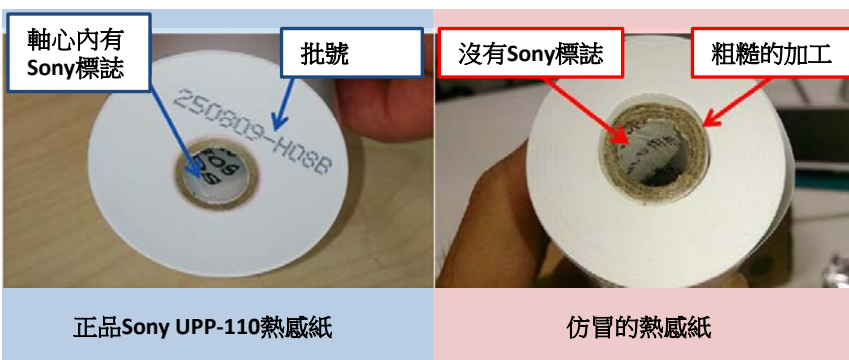 軸心內有
Sony標誌
批號
沒有Sony標誌
粗糙的加工
250809-H08B
正品Sony UPP-110熱感紙
仿冒的熱感紙